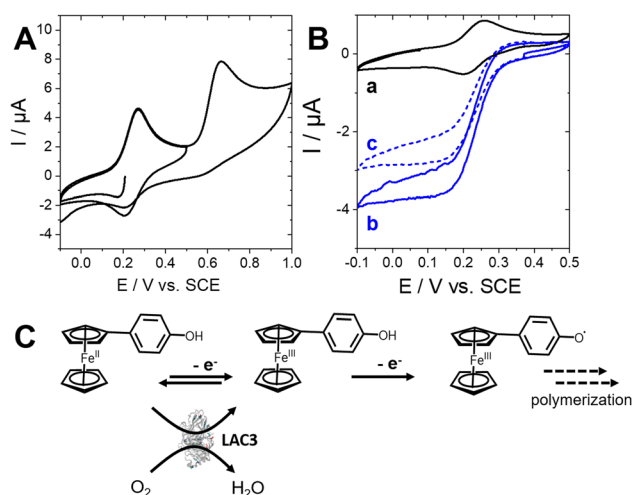 A
I / μA
8
6
4
2
0
-2
-4
0.0 0.2 0.4 0.6 0.8 1.0
E / V vs. SCE
B
I / μA
0
-2
-4
a
c
b
-0.1 0.0 0.1 0.2 0.3 0.4 0.5
E / V vs. SCE
C
Fe^II
OH
- e⁻
Fe^III
OH
- e⁻
Fe^III
O•
polymerization
LAC3
O₂
H₂O